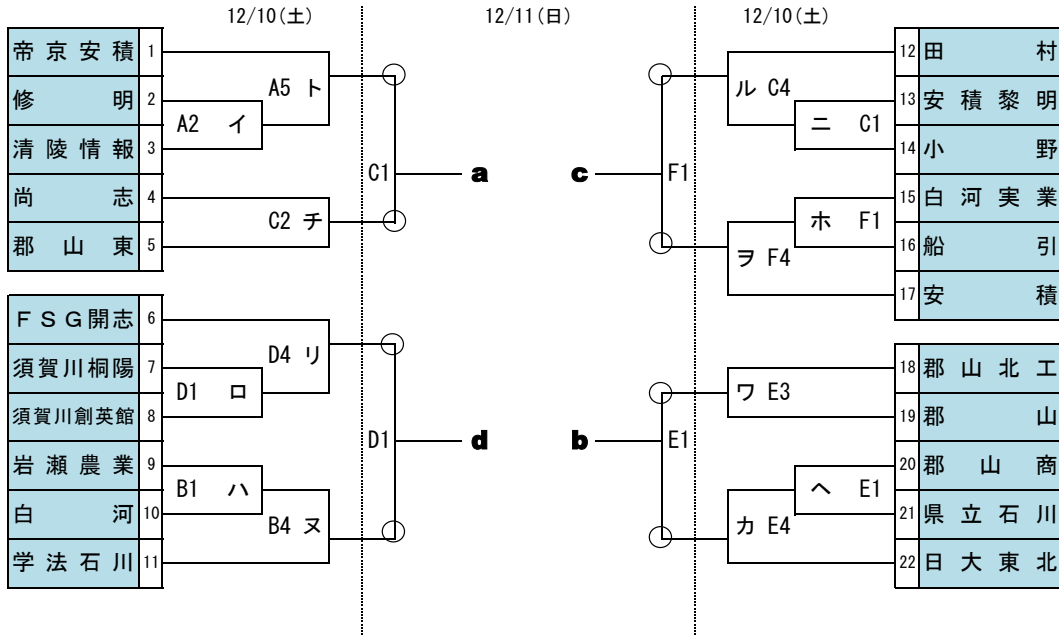 12/10(土) 12/11(日) 12/10(土)
帝京安積 1
修明 2
清陵情報 3
尚志 4
郡山東 5
A5 ト
A2 イ
C2 チ
C1
a
FSG開志 6
須賀川桐陽 7
須賀川創英館 8
岩瀬農業 9
白河 10
学法石川 11
D4 リ
D1 ロ
B1 ハ
B4 ヌ
D1
d
c
F1
ル C4
ニ C1
ホ F1
ヲ F4
12 田村
13 安積黎明
14 小野
15 白河実業
16 船引
17 安積
b
E1
ワ E3
ヘ E1
カ E4
18 郡山北工
19 郡山
20 郡山商
21 県立石川
22 日大東北